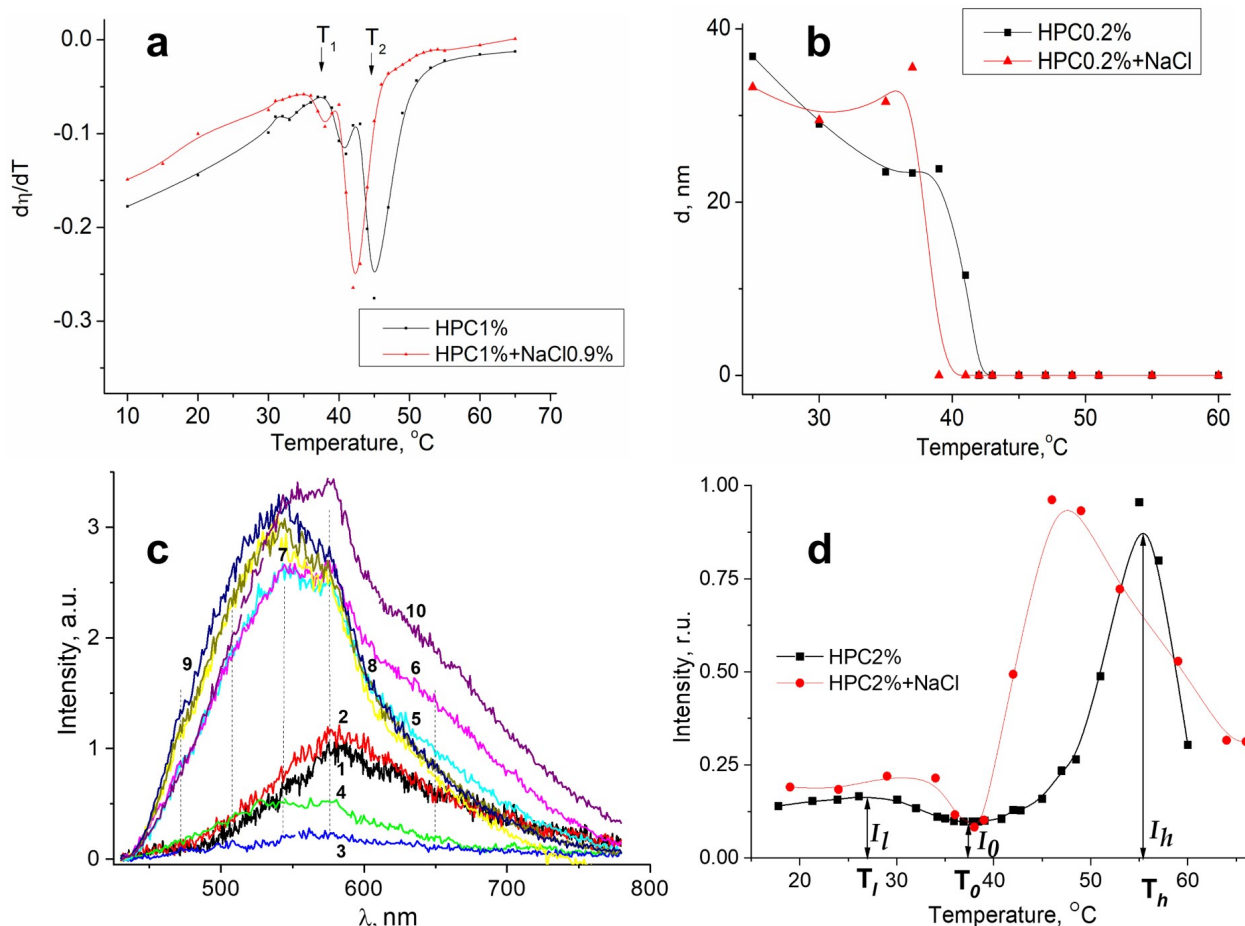 a
T1
T2
0.0
-0.1
-0.2
-0.3
dη/dT
HPC1%
HPC1%+NaCl0.9%
10 20 30 40 50 60 70
Temperature, °C
b
HPC0.2%
HPC0.2%+NaCl
40
20
0
d, nm
30 40 50 60
Temperature,°C
c
3
2
1
0
Intensity, a.u.
9
7
10
8
6
5
2
1
4
3
500 600 700 800
λ, nm
d
1.00
0.75
0.50
0.25
0.00
Intensity, r.u.
HPC2%
HPC2%+NaCl
Il
I0
Ih
20 30 40 50 60
Tl
T0
Th
Temperature, °C